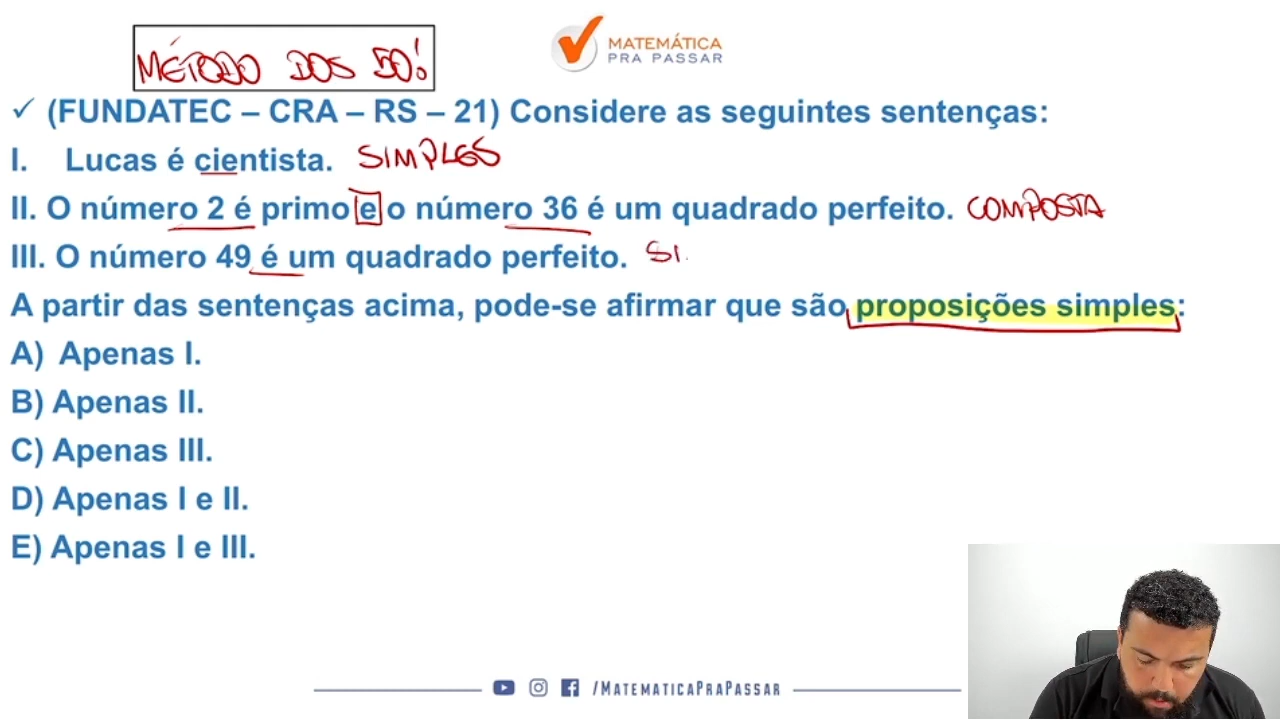 MÉTODO DOS 50!
MATEMÁTICA
PRA PASSAR
✓ (FUNDATEC – CRA – RS – 21) Considere as seguintes sentenças:
I. Lucas é cientista. SIMPLES
II. O número 2 é primo e o número 36 é um quadrado perfeito. COMPOSTA
III. O número 49 é um quadrado perfeito. SI
A partir das sentenças acima, pode-se afirmar que são proposições simples:
A) Apenas I.
B) Apenas II.
C) Apenas III.
D) Apenas I e II.
E) Apenas I e III.
/MATEMATICAPRAPASSAR